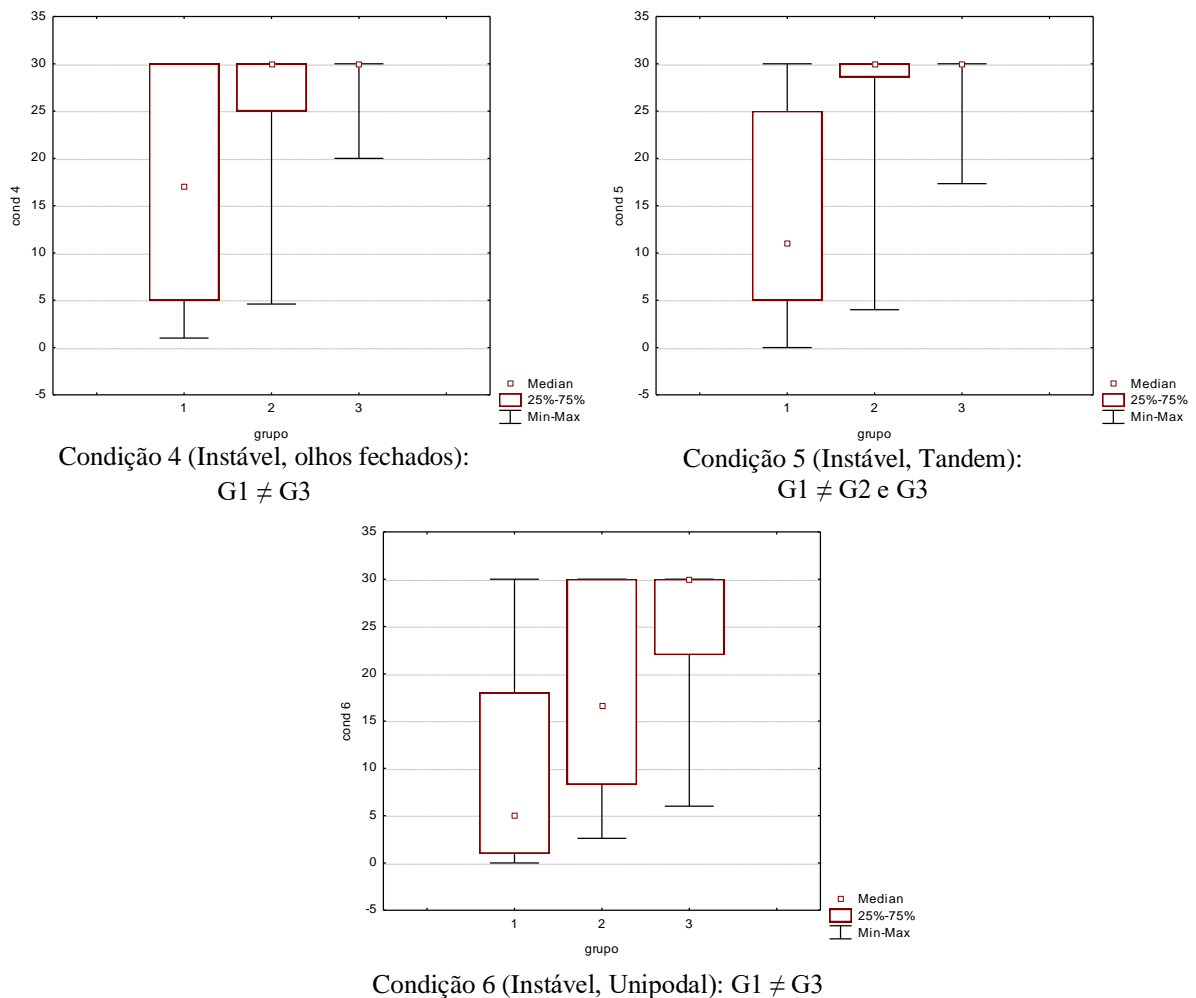 35
30
25
20
15
10
5
0
-5
cond 4
1 2 3
grupo
Median
25%-75%
Min-Max
Condição 4 (Instável, olhos fechados):
G1 ≠ G3
35
30
25
20
15
10
5
0
-5
cond 5
1 2 3
grupo
Median
25%-75%
Min-Max
Condição 5 (Instável, Tandem):
G1 ≠ G2 e G3
35
30
25
20
15
10
5
0
-5
cond 6
1 2 3
grupo
Median
25%-75%
Min-Max
Condição 6 (Instável, Unipodal): G1 ≠ G3